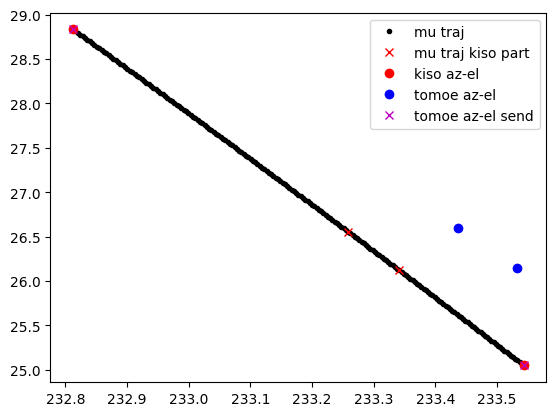 29.0
28.5
28.0
27.5
27.0
26.5
26.0
25.5
25.0
232.8 232.9 233.0 233.1 233.2 233.3 233.4 233.5
mu traj
mu traj kiso part
kiso az-el
tomoe az-el
tomoe az-el send